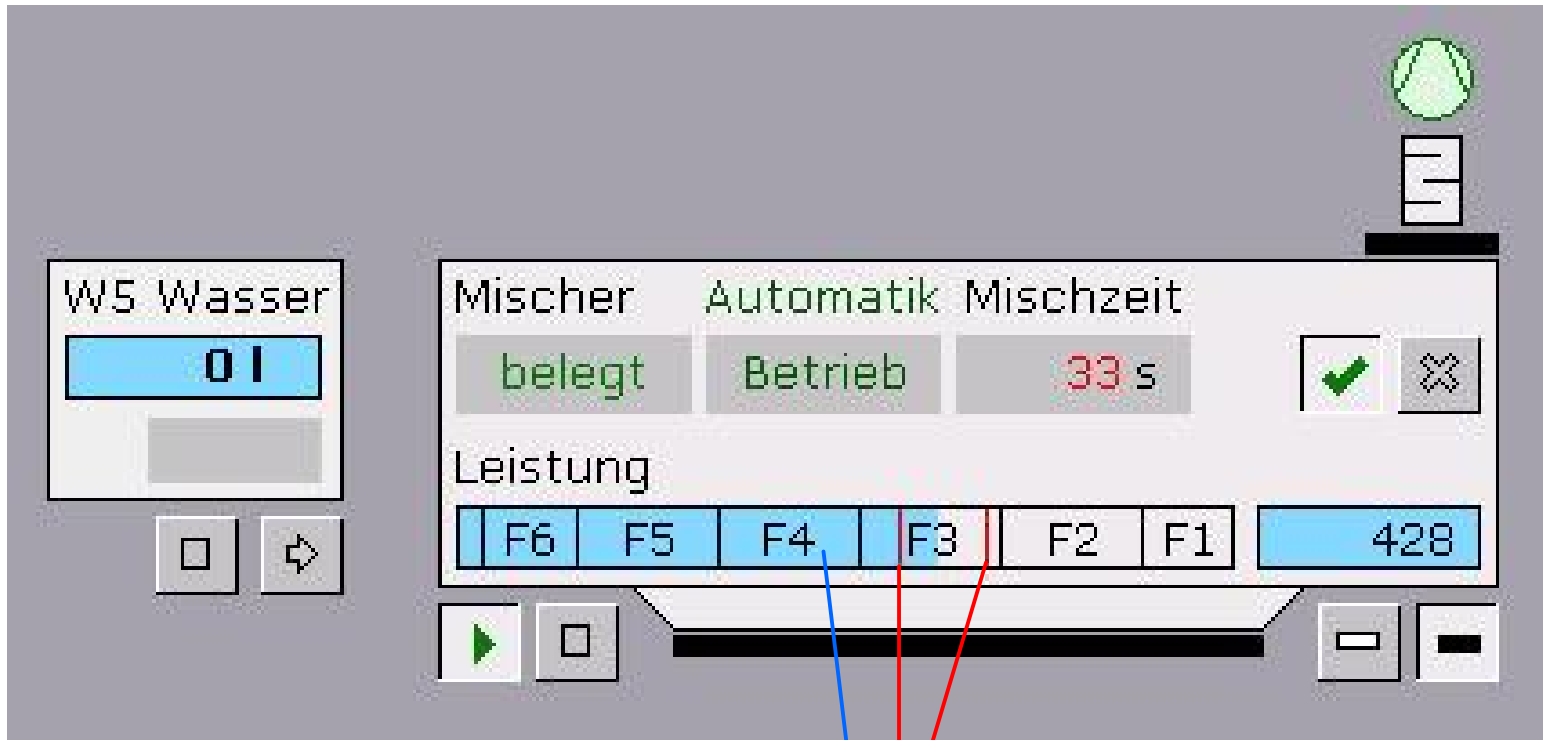 W5 Wasser
0 l
Mischer Automatik Mischzeit
belegt Betrieb 33 s
Leistung
F6 F5 F4 F3 F2 F1 428